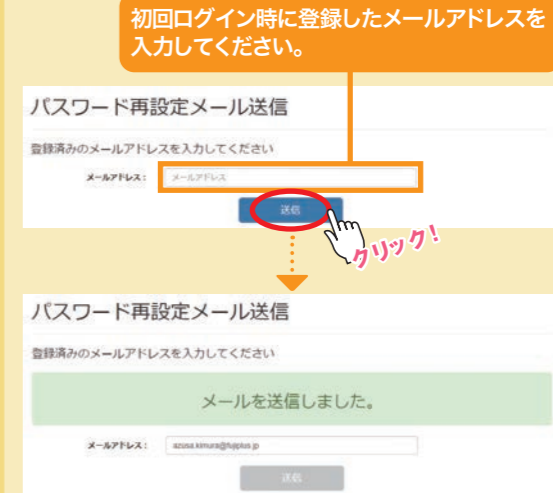 初回ログイン時に登録したメールアドレスを
入力してください。
パスワード再設定メール送信
登録済みのメールアドレスを入力してください
メールアドレス：
メールアドレス
送信
クリック！
パスワード再設定メール送信
登録済みのメールアドレスを入力してください
メールを送信しました。
メールアドレス：
azusa.kimura@fujiplus.jp
送信